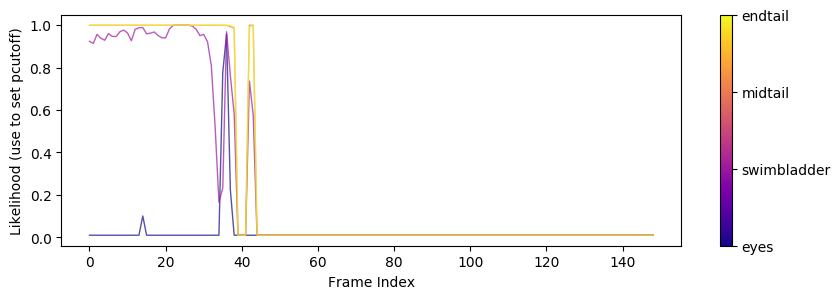 1.0
0.8
0.6
0.4
0.2
0.0
Likelihood (use to set pcutoff)
0 20 40 60 80 100 120 140
Frame Index
endtail
midtail
swimbladder
eyes